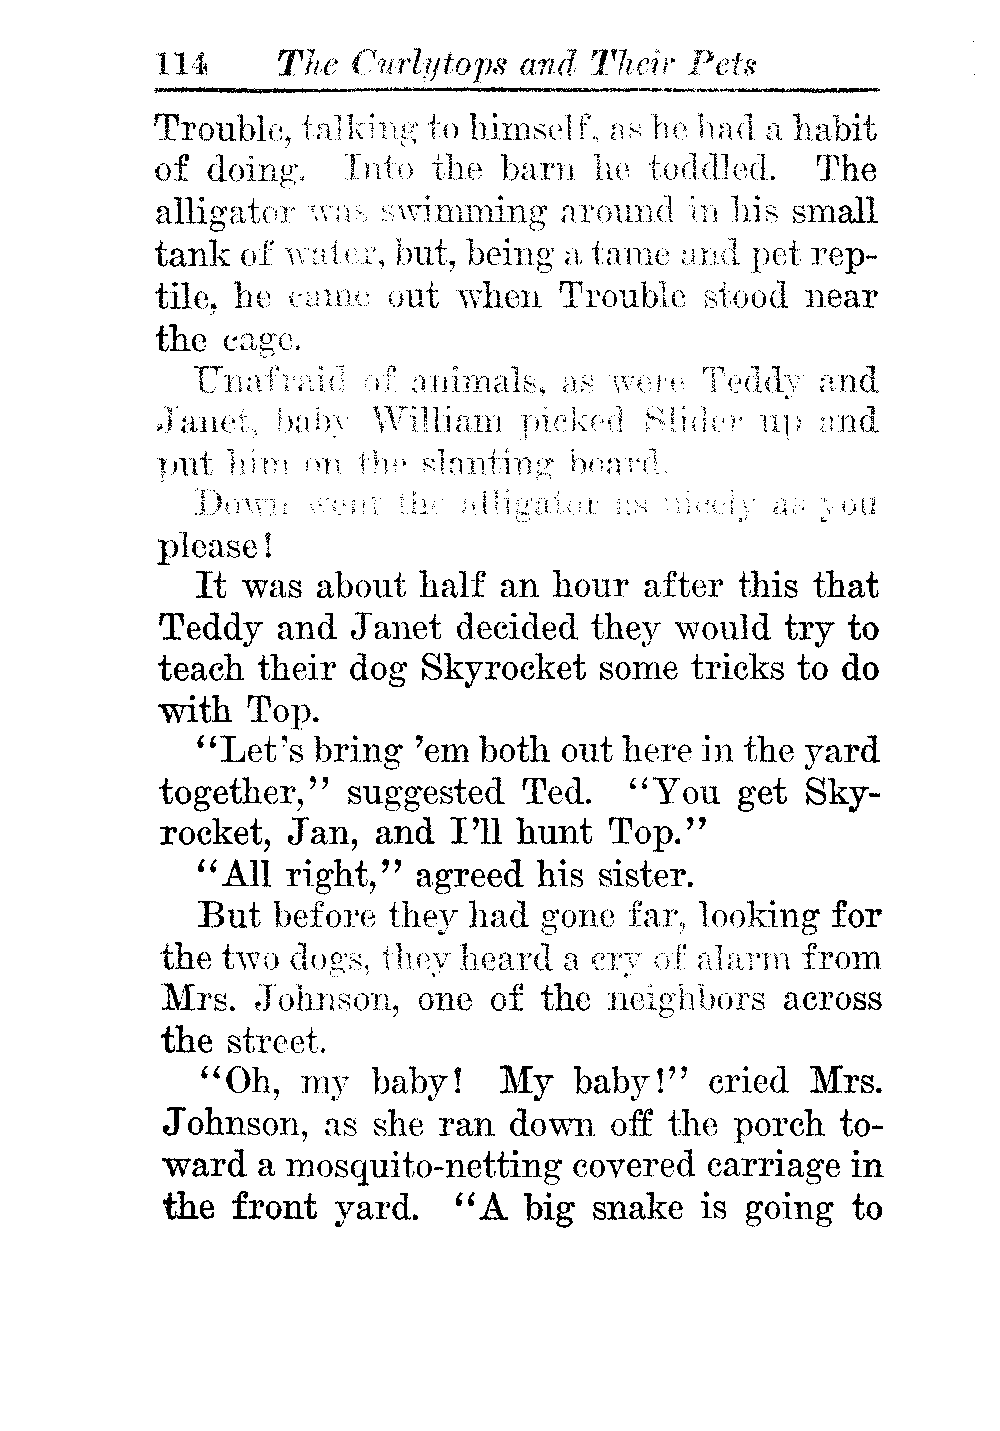 114 The Curlytops and Their Pets
Trouble, talking to himself, as he had a habit
of doing. Into the barn he toddled. The
alligator was swimming around in his small
tank of water, but, being a tame and pet rep-
tile, he came out when Trouble stood near
the cage.
Unafraid of animals, as were Teddy and
Janet, baby William picked Slider up and
put him on the slanting board.
Down went the alligator as nicely as you
please!
It was about half an hour after this that
Teddy and Janet decided they would try to
teach their dog Skyrocket some tricks to do
with Top.
“Let’s bring ’em both out here in the yard
together,” suggested Ted. “You get Sky-
rocket, Jan, and I’ll hunt Top.”
“All right,” agreed his sister.
But before they had gone far, looking for
the two dogs, they heard a cry of alarm from
Mrs. Johnson, one of the neighbors across
the street.
“Oh, my baby! My baby!” cried Mrs.
Johnson, as she ran down off the porch to-
ward a mosquito-netting covered carriage in
the front yard. “A big snake is going to